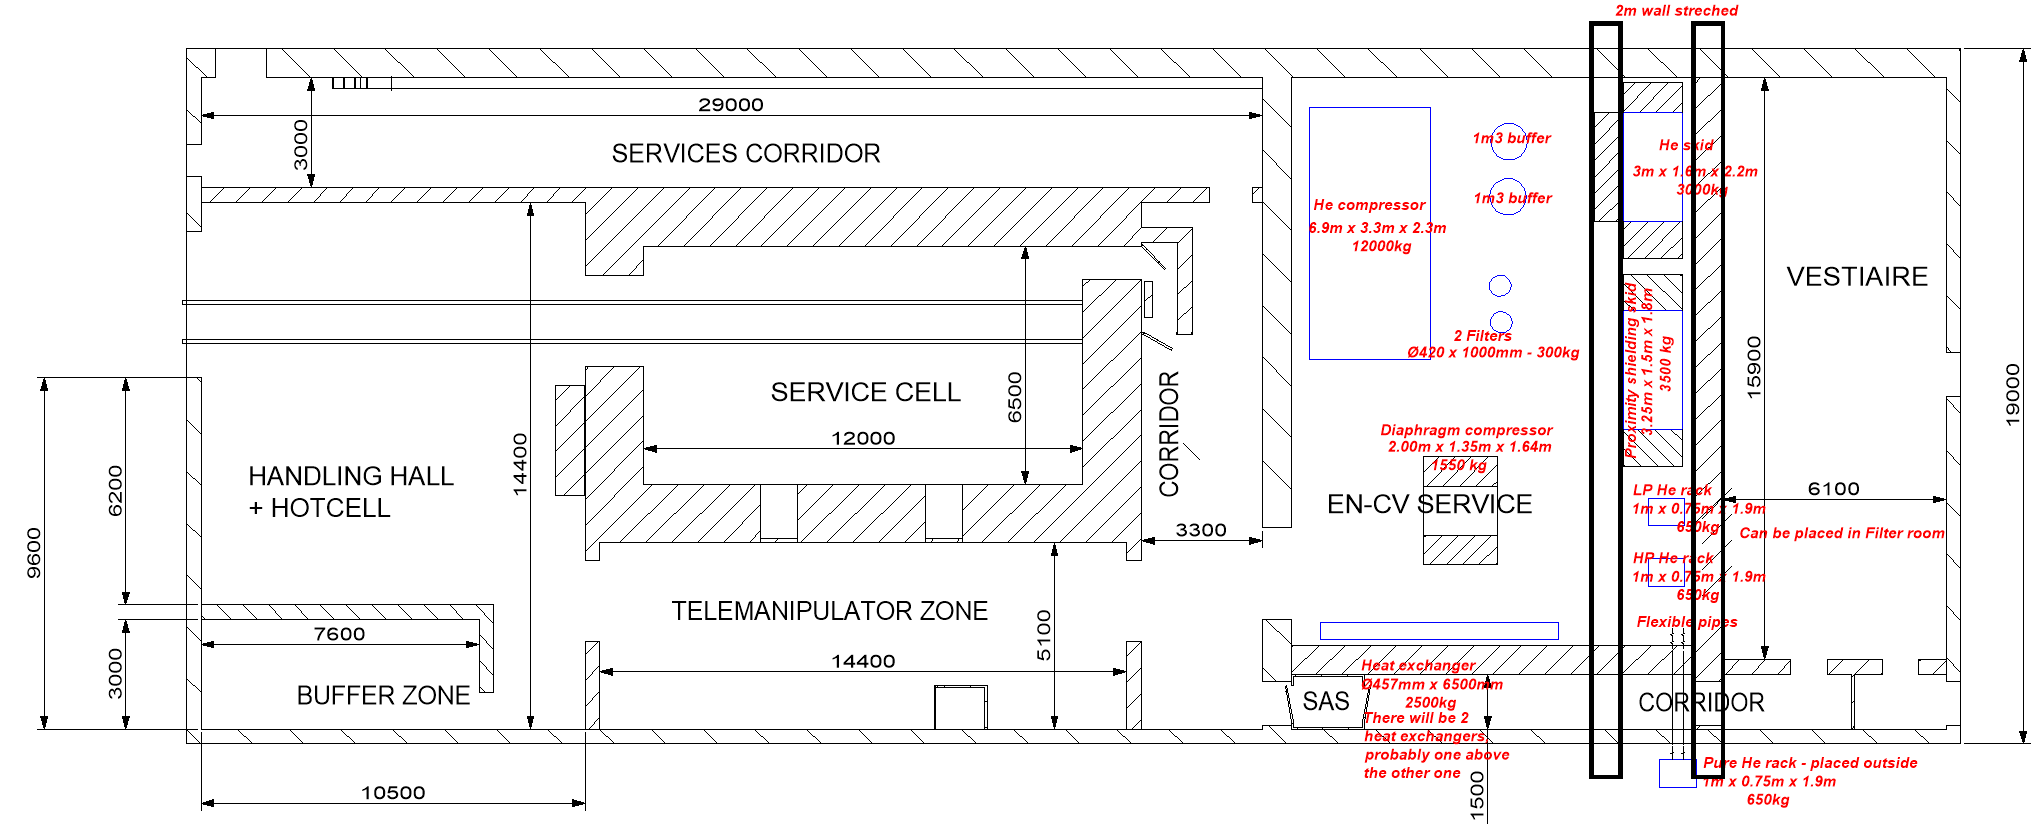 2m wall streched
29000
3000
SERVICES CORRIDOR
1m3 buffer
1m3 buffer
He skid
3m x 1.6m x 2.2m
3000kg
He compressor
6.9m x 3.3m x 2.3m
12000kg
VESTIAIRE
2 Filters
Ø420 x 1000mm - 300kg
Proximity shielding skid
3.25m x 1.5m x 1.8m
3500 kg
15900
19000
SERVICE CELL
6500
12000
CORRIDOR
14400
HANDLING HALL
+ HOTCELL
6200
9600
Diaphragm compressor
2.00m x 1.35m x 1.64m
1550 kg
EN-CV SERVICE
LP He rack
1m x 0.75m x 1.9m
650kg
6100
Can be placed in Filter room
3300
HP He rack
1m x 0.75m x 1.9m
650kg
TELEMANIPULATOR ZONE
5100
14400
7600
3000
BUFFER ZONE
Flexible pipes
Heat exchanger
Ø457mm x 6500mm
2500kg
There will be 2
heat exchangers,
probably one above
the other one
SAS
CORRIDOR
1500
10500
Pure He rack - placed outside
1m x 0.75m x 1.9m
650kg